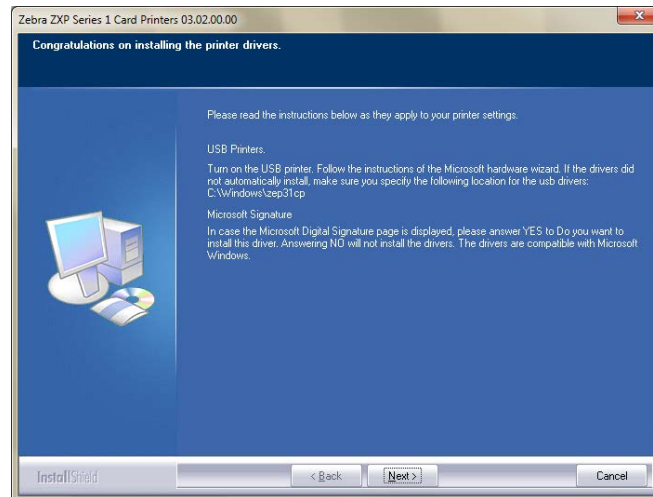 Zebra ZXP Series 1 Card Printers 03.02.00.00
Congratulations on installing the printer drivers.
Please read the instructions below as they apply to your printer settings.
USB Printers.
Turn on the USB printer. Follow the instructions of the Microsoft hardware wizard. If the drivers did
not automatically install, make sure you specify the following location for the usb drivers:
C:\Windows\zep31cp
Microsoft Signature
In case the Microsoft Digital Signature page is displayed, please answer YES to Do you want to
install this driver. Answering NO will not install the drivers. The drivers are compatible with Microsoft
Windows.
InstallShield
< Back
Next >
Cancel